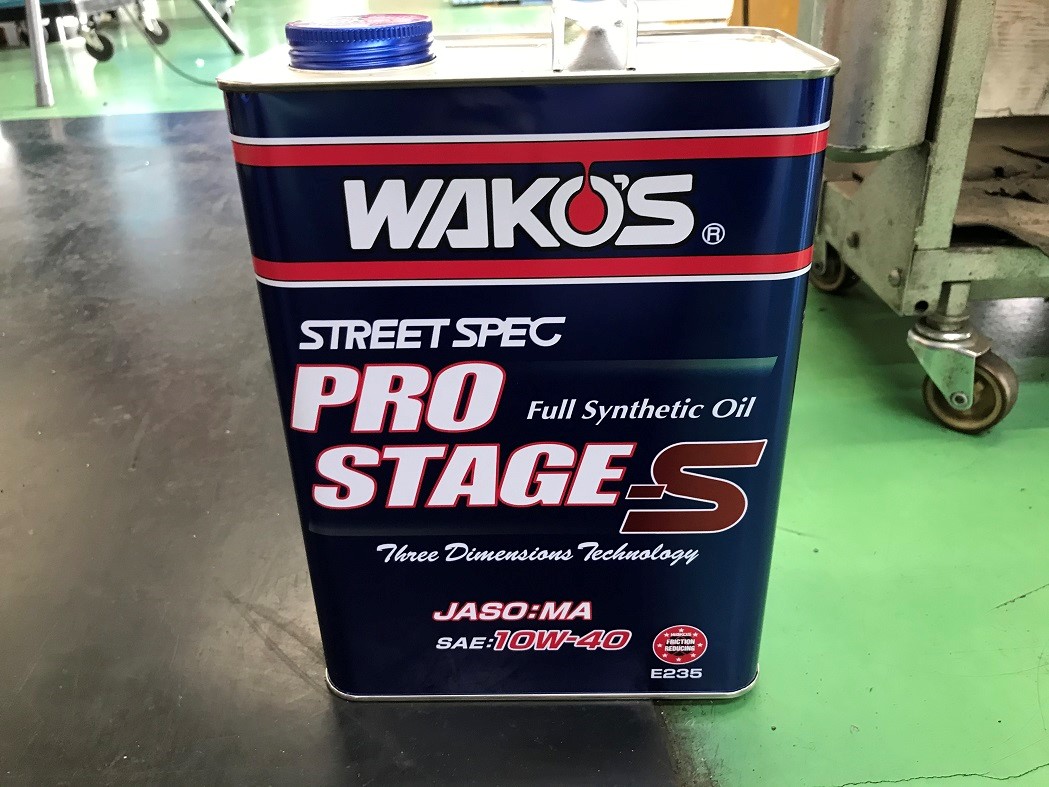 WAKO'S ®
STREET SPEC
PRO
Full Synthetic Oil
STAGE-S
Three Dimensions Technology
JASO:MA
SAE:10W-40
FRICTION
REDUCING
E235